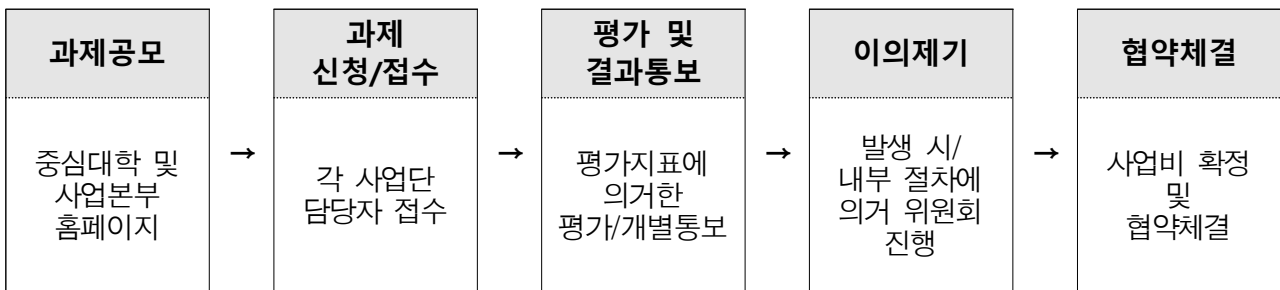 과제공모
중심대학 및
사업본부
홈페이지
→
과제
신청/접수
각 사업단
담당자 접수
→
평가 및
결과통보
평가지표에
의거한
평가/개별통보
→
이의제기
발생 시/
내부 절차에
의거 위원회
진행
→
협약체결
사업비 확정
및
협약체결